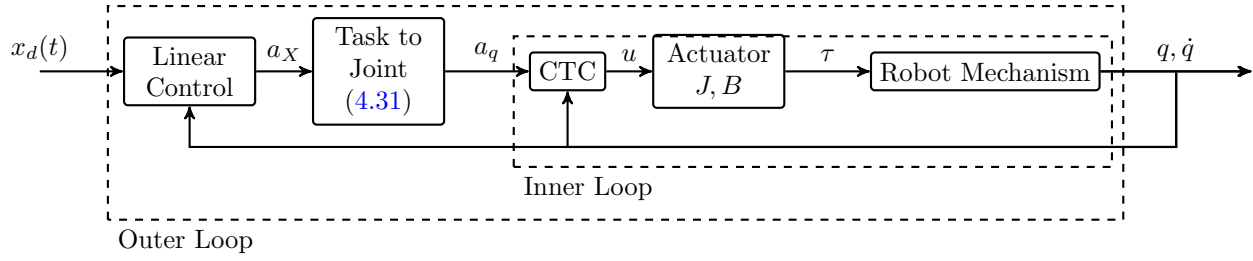 x_d(t)
Linear
Control
a_X
Task to
Joint
(4.31)
a_q
CTC
u
Actuator
J, B
τ
Robot Mechanism
q, q̇
Inner Loop
Outer Loop